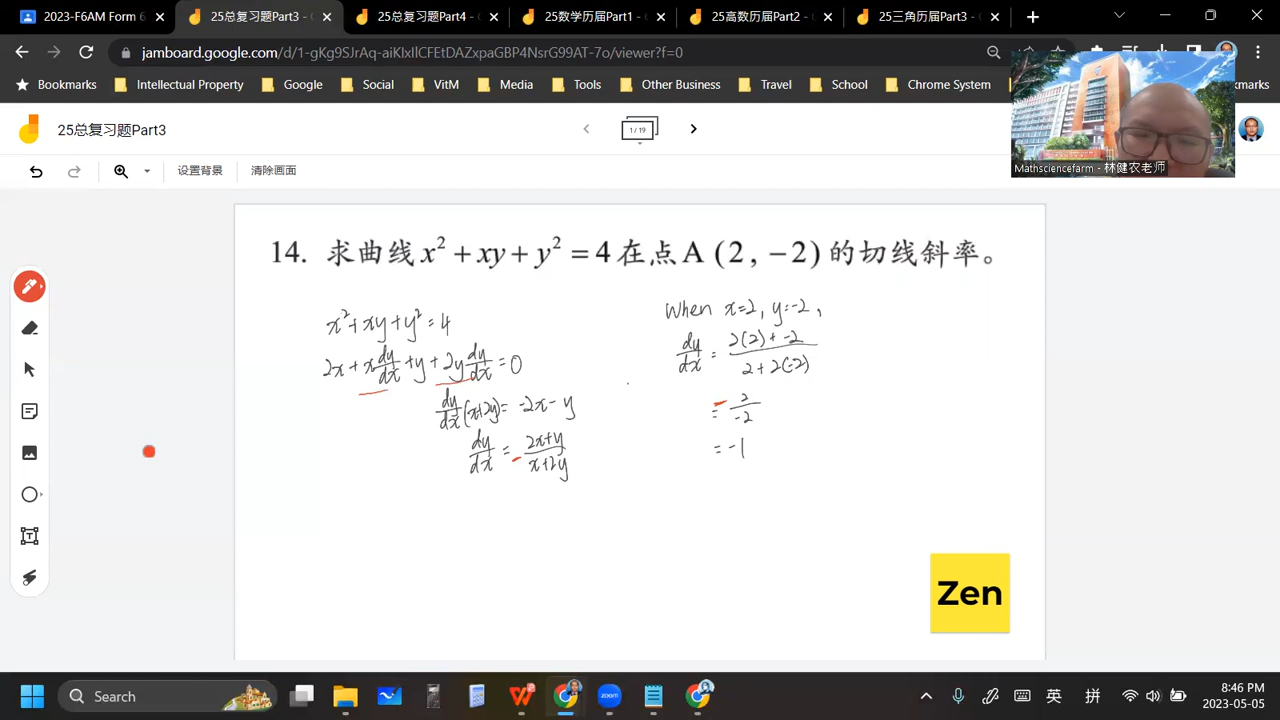 2023-F6AM Form 6
25总复习题Part3
25总复习题Part4
25数学历届Part1
25高数历届Part2
25三角历届Part3
jamboard.google.com/d/1-gKg9SJrAq-aiKIxIlCFEtDAZxpaGBP4NsrG99AT-7o/viewer?f=0
Bookmarks Intellectual Property Google Social VitM Media Tools Other Business Travel School Chrome System
25总复习题Part3
1/19
设置背景 清除画面
Mathsciencefarm - 林健农老师
14. 求曲线 x² + xy + y² = 4 在点 A (2, −2) 的切线斜率。
x²+xy+y²=4
2x + x dy/dx + y + 2y dy/dx = 0
dy/dx (x+2y) = -2x - y
dy/dx = - (2x+y)/(x+2y)
When x=2, y=-2,
dy/dx = (2(2)+-2)/(2+2(-2))
= - 2/-2
= -1
Zen
Search
英 拼
8:46 PM
2023-05-05